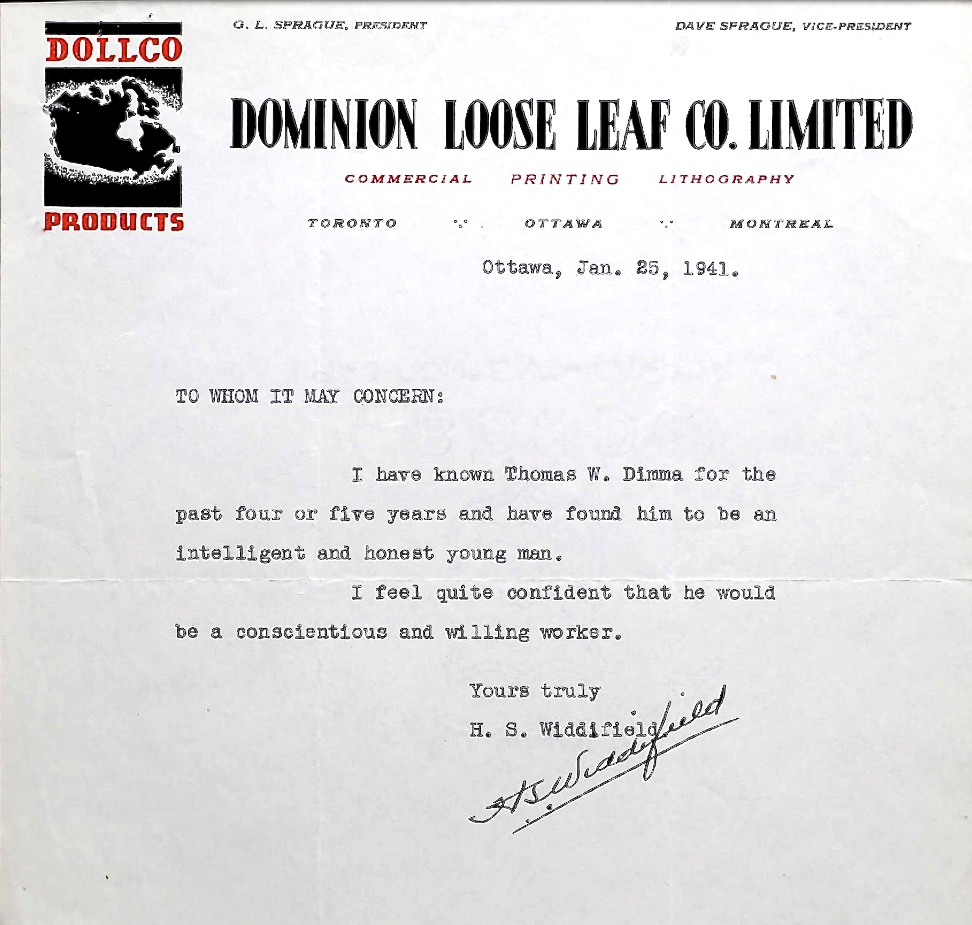 G. L. SPRAGUE, PRESIDENT
DAVE SPRAGUE, VICE-PRESIDENT
DOLLCO
PRODUCTS
DOMINION LOOSE LEAF CO. LIMITED
COMMERCIAL PRINTING LITHOGRAPHY
TORONTO OTTAWA MONTREAL
Ottawa, Jan. 25, 1941.
TO WHOM IT MAY CONCERN:
I have known Thomas W. Dimma for the
past four or five years and have found him to be an
intelligent and honest young man.
I feel quite confident that he would
be a conscientious and willing worker.
Yours truly
H. S. Widdifield
H S Widdifield